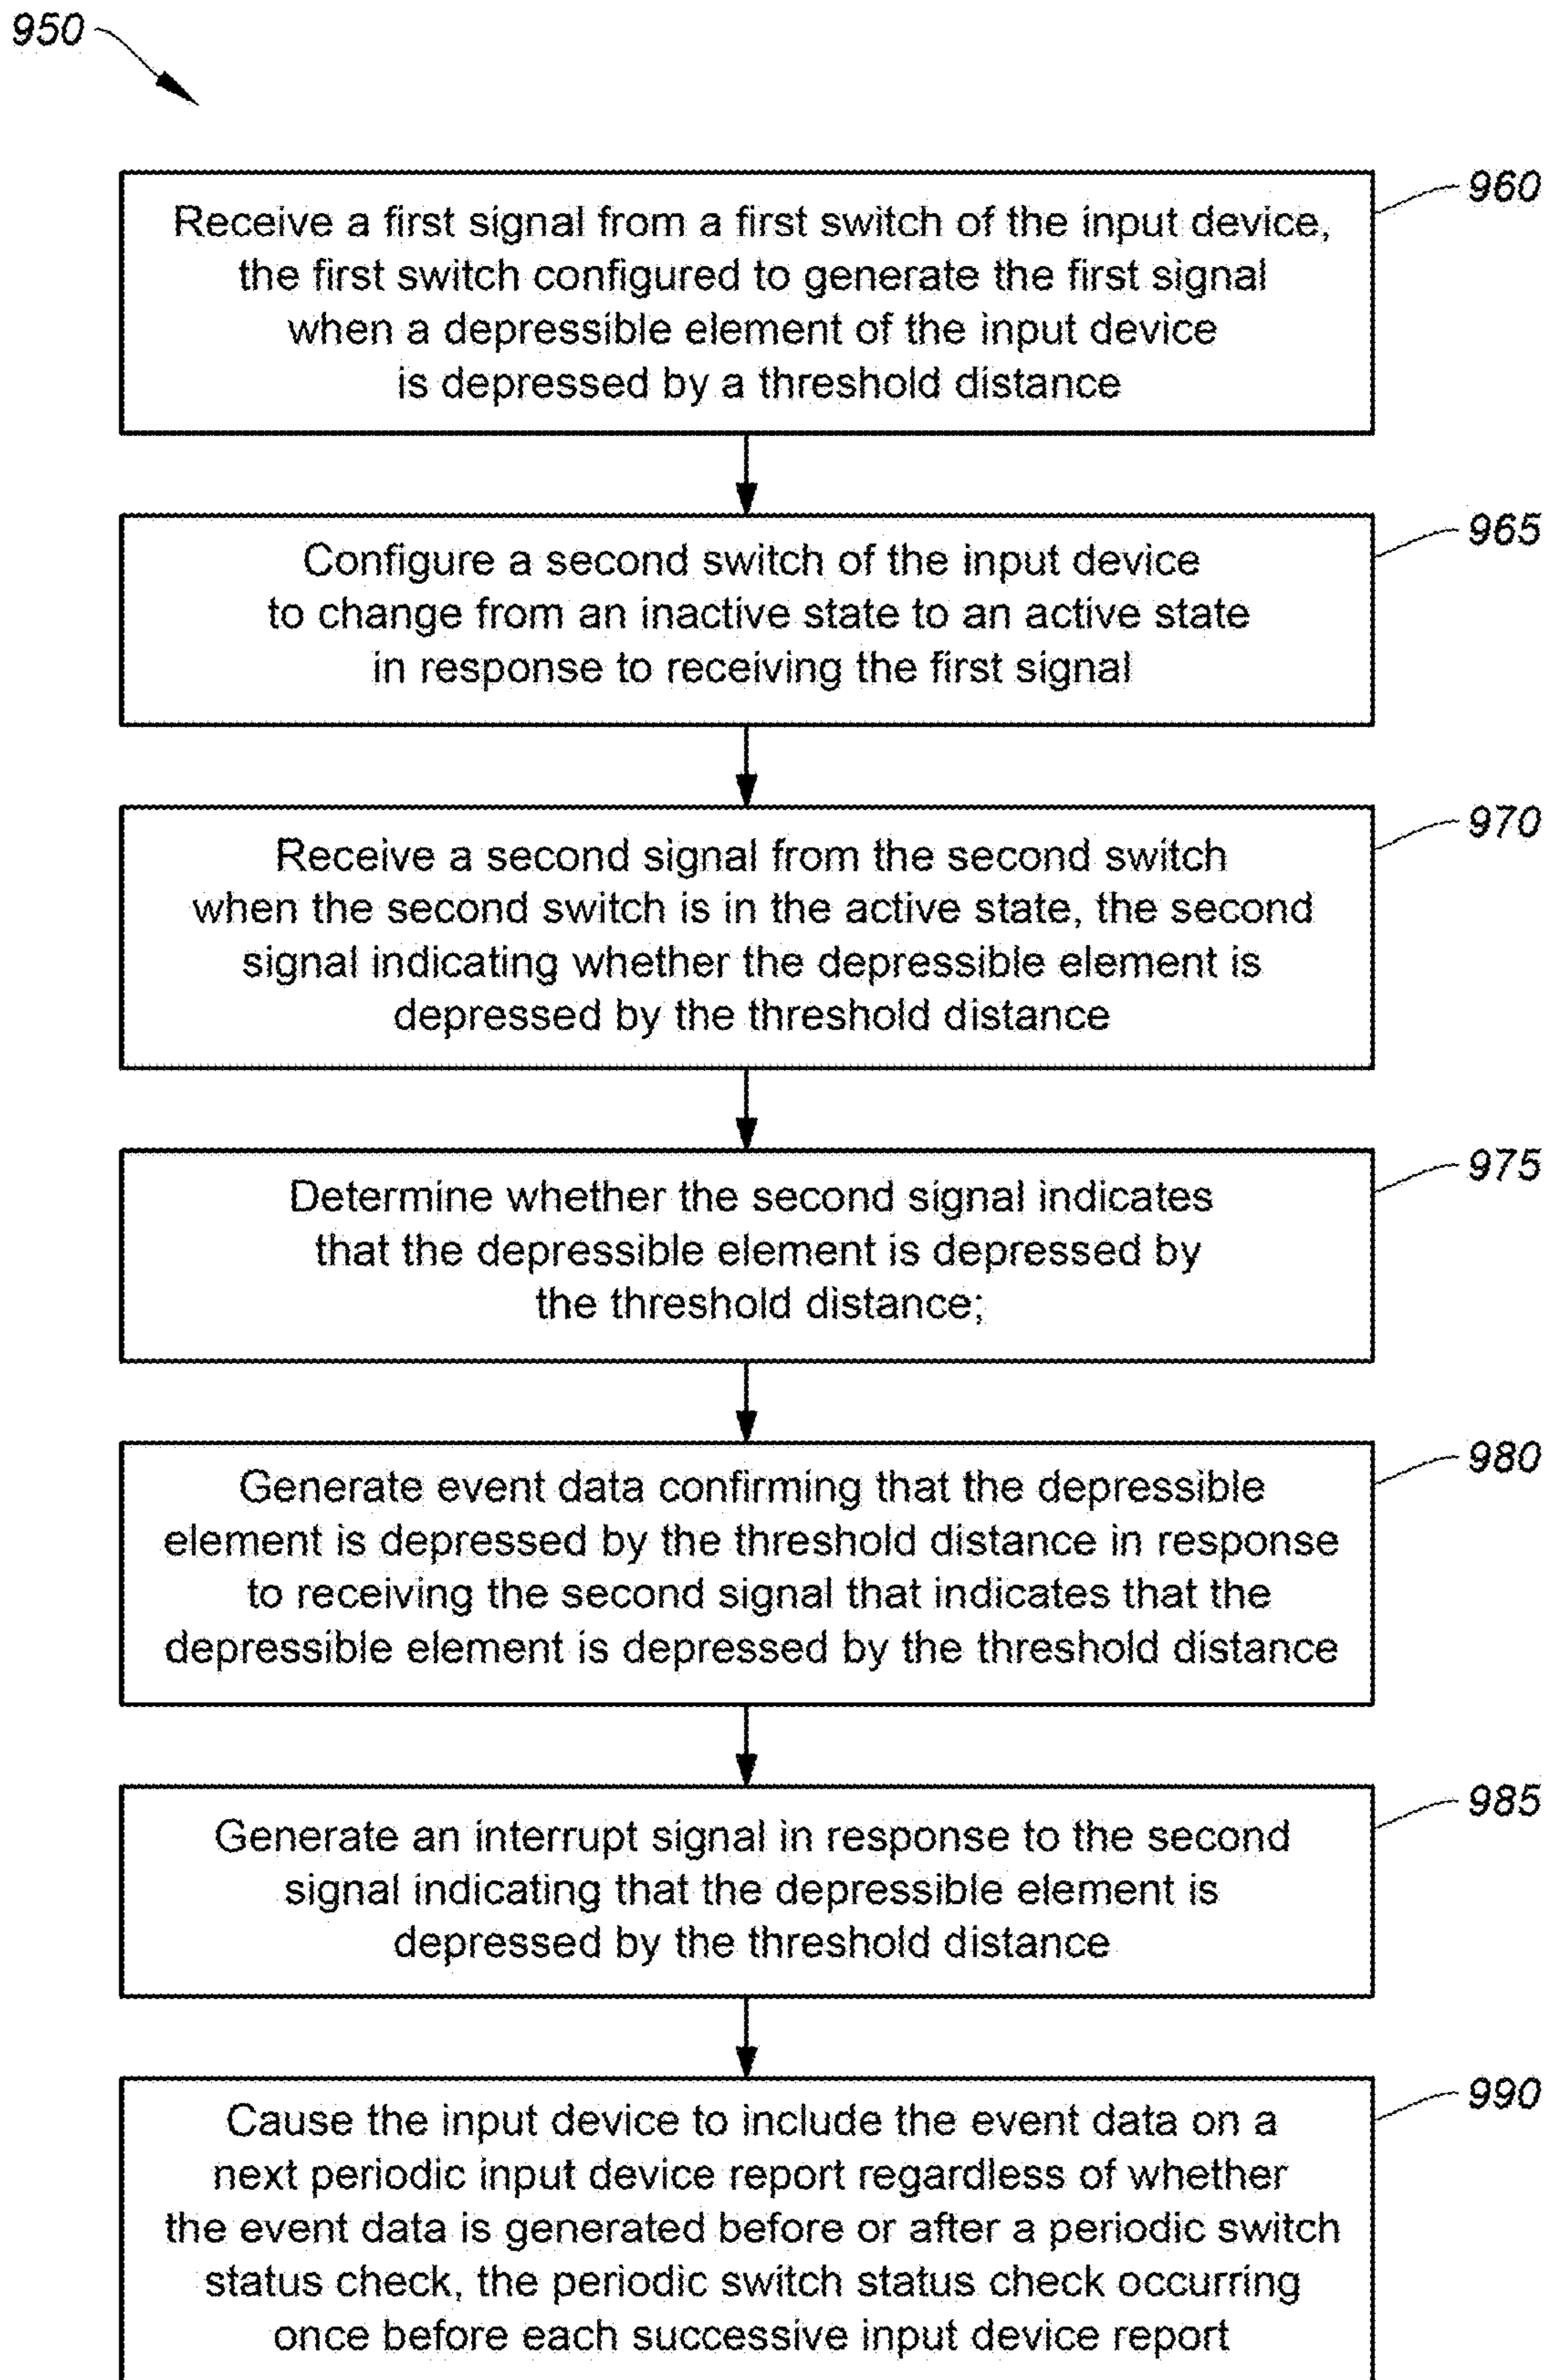 950
960
Receive a first signal from a first switch of the input device,
the first switch configured to generate the first signal
when a depressible element of the input device
is depressed by a threshold distance
965
Configure a second switch of the input device
to change from an inactive state to an active state
in response to receiving the first signal
970
Receive a second signal from the second switch
when the second switch is in the active state, the second
signal indicating whether the depressible element is
depressed by the threshold distance
975
Determine whether the second signal indicates
that the depressible element is depressed by
the threshold distance;
980
Generate event data confirming that the depressible
element is depressed by the threshold distance in response
to receiving the second signal that indicates that the
depressible element is depressed by the threshold distance
985
Generate an interrupt signal in response to the second
signal indicating that the depressible element is
depressed by the threshold distance
990
Cause the input device to include the event data on a
next periodic input device report regardless of whether
the event data is generated before or after a periodic switch
status check, the periodic switch status check occurring
once before each successive input device report